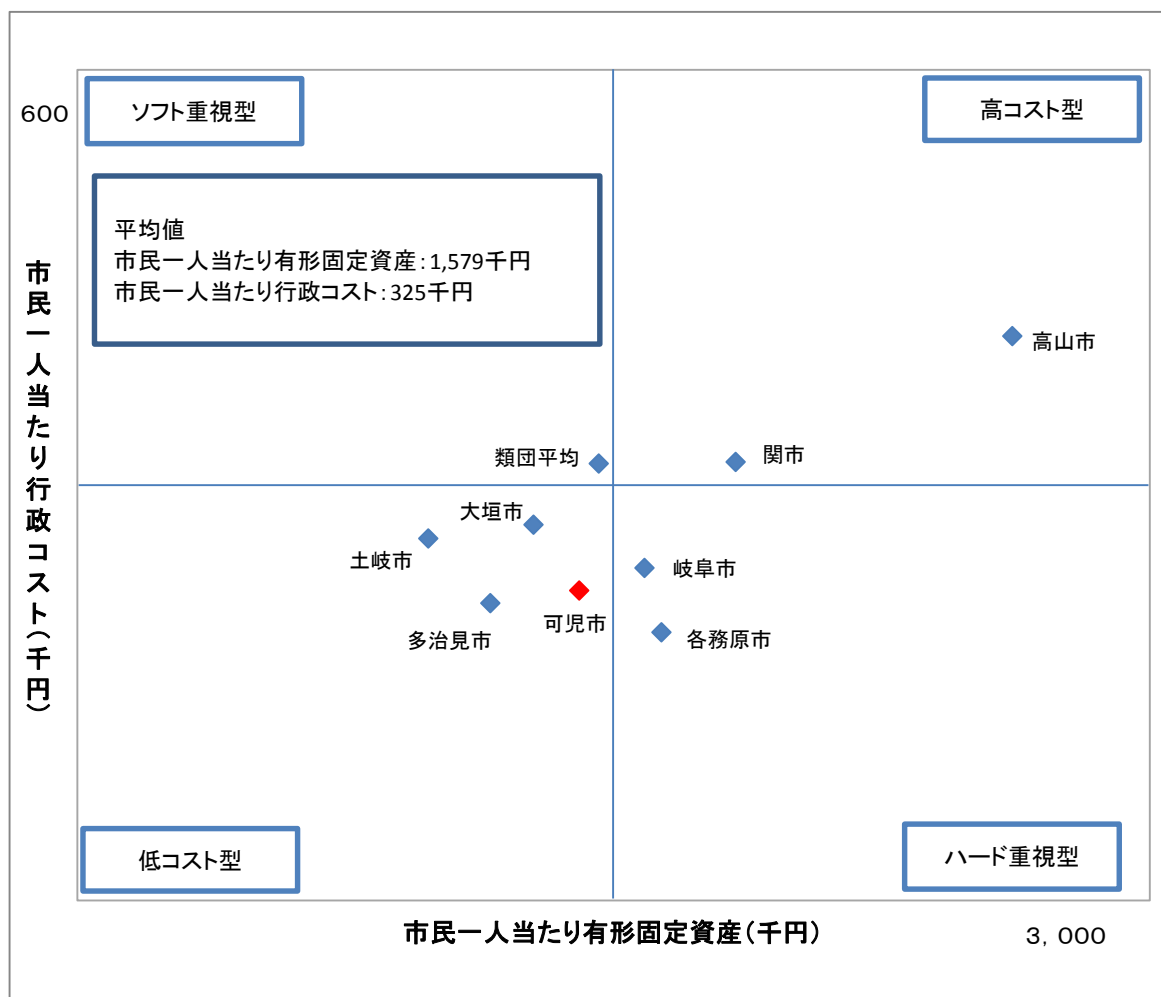 600
ソフト重視型
高コスト型
平均値
市民一人当たり有形固定資産：1,579千円
市民一人当たり行政コスト：325千円
市民一人当たり行政コスト（千円）
高山市
類団平均
関市
大垣市
土岐市
岐阜市
可児市
多治見市
各務原市
低コスト型
ハード重視型
市民一人当たり有形固定資産（千円）
3，000